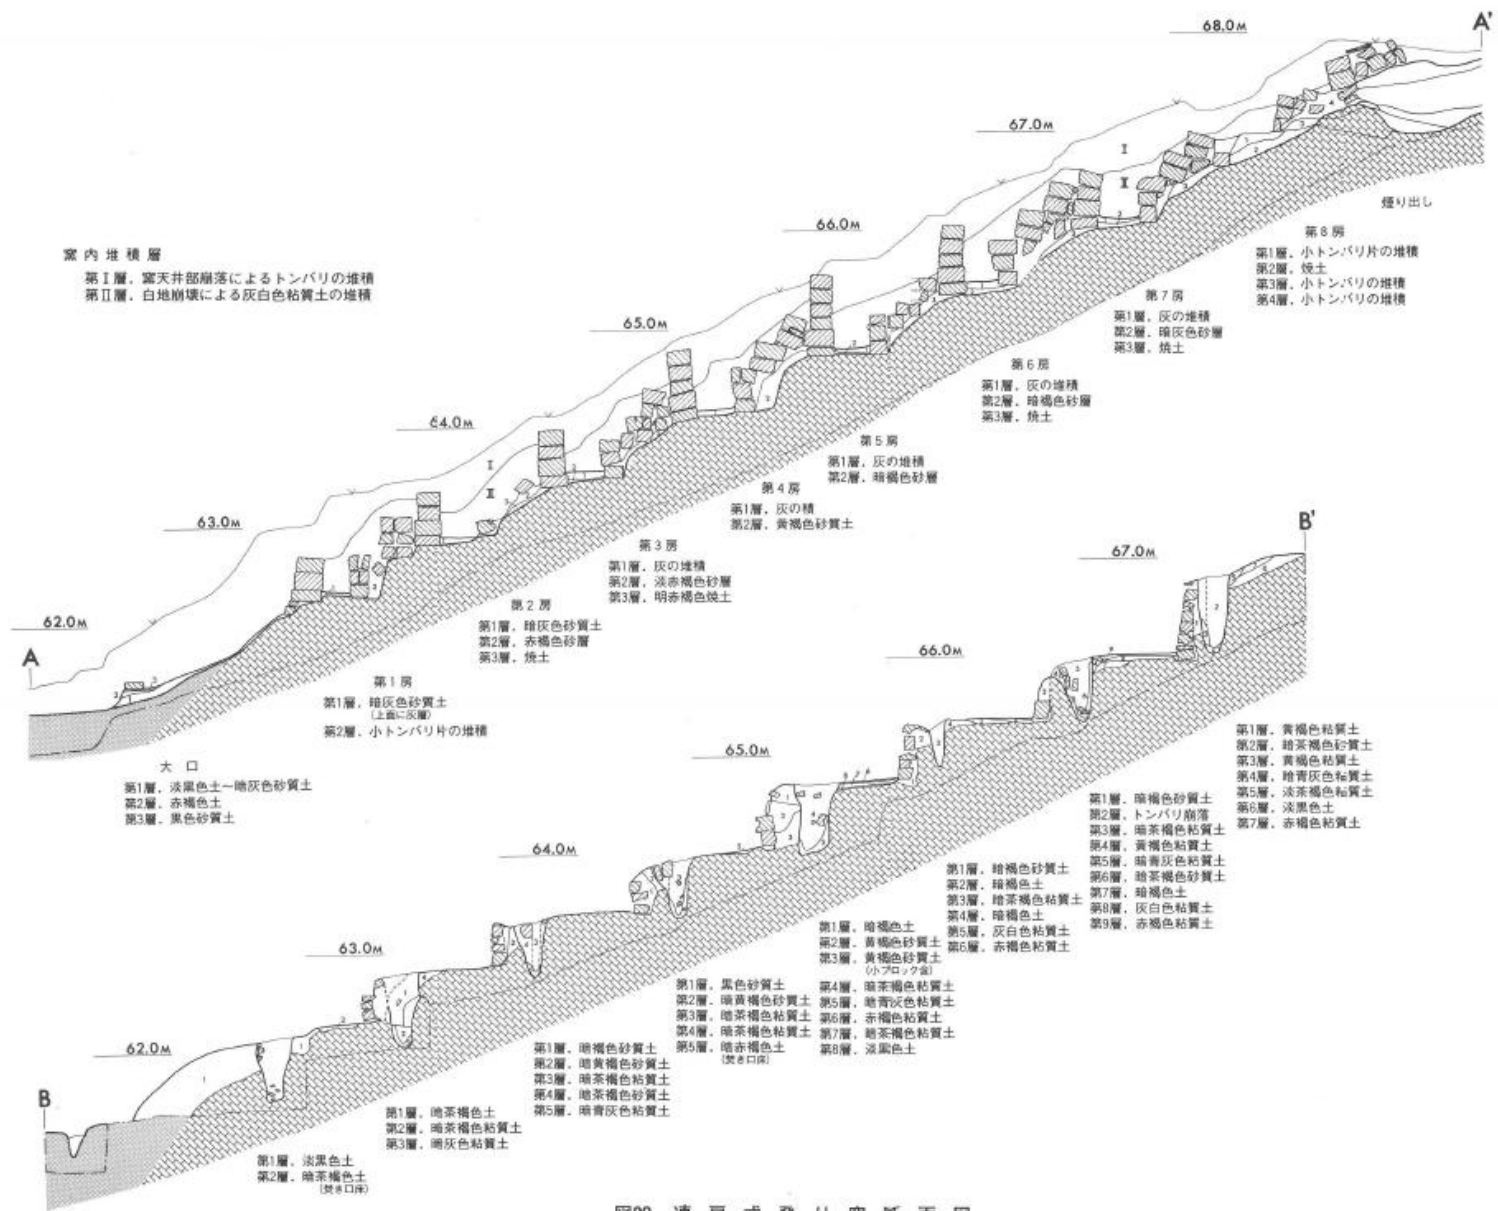 A'
68.0M
67.0M
66.0M
65.0M
64.0M
63.0M
62.0M
A
I
II
I
II
窯内堆積層
第Ⅰ層.窯天井部崩落によるトンバリの堆積
第Ⅱ層.白地崩壊による灰白色粘質土の堆積
煙り出し
第8房
第1層.小トンバリ片の堆積
第2層.焼土
第3層.小トンバリの堆積
第4層.小トンバリの堆積
第7房
第1層.灰の堆積
第2層.暗灰色砂層
第3層.焼土
第6房
第1層.灰の堆積
第2層.暗褐色砂層
第3層.焼土
第5房
第1層.灰の堆積
第2層.暗褐色砂層
第4房
第1層.灰の積
第2層.黄褐色砂質土
第3房
第1層.灰の堆積
第2層.淡赤褐色砂層
第3層.明赤褐色焼土
第2房
第1層.暗灰色砂質土
第2層.赤褐色砂層
第3層.焼土
第1房
第1層.暗灰色砂質土
(上面に灰層)
第2層.小トンバリ片の堆積
大口
第1層.淡黒色土一暗灰色砂質土
第2層.赤褐色土
第3層.黒色砂質土
B'
67.0M
66.0M
65.0M
64.0M
63.0M
62.0M
B
第1層.黄褐色粘質土
第2層.暗茶褐色砂質土
第3層.黄褐色粘質土
第4層.暗青灰色粘質土
第5層.淡茶褐色粘質土
第6層.淡黒色土
第7層.赤褐色粘質土
第1層.暗褐色砂質土
第2層.トンバリ崩落
第3層.暗茶褐色粘質土
第4層.黄褐色粘質土
第5層.暗青灰色粘質土
第6層.暗茶褐色砂質土
第7層.暗褐色土
第8層.灰白色粘質土
第9層.赤褐色粘質土
第1層.暗褐色砂質土
第2層.暗褐色土
第3層.暗茶褐色粘質土
第4層.暗褐色土
第5層.灰白色粘質土
第6層.赤褐色粘質土
第1層.暗褐色土
第2層.黄褐色砂質土
第3層.黄褐色砂質土
(小ブロック含)
第4層.暗茶褐色粘質土
第5層.暗青灰色粘質土
第6層.赤褐色粘質土
第7層.暗茶褐色粘質土
第8層.淡黒色土
第1層.黒色砂質土
第2層.暗黄褐色砂質土
第3層.暗茶褐色粘質土
第4層.暗茶褐色粘質土
第5層.暗赤褐色土
(焚き口床)
第1層.暗褐色砂質土
第2層.暗黄褐色砂質土
第3層.暗茶褐色粘質土
第4層.暗茶褐色砂質土
第5層.暗青灰色粘質土
第1層.暗茶褐色土
第2層.暗茶褐色粘質土
第3層.暗灰色粘質土
第1層.淡黒色土
第2層.暗茶褐色土
(焚き口床)